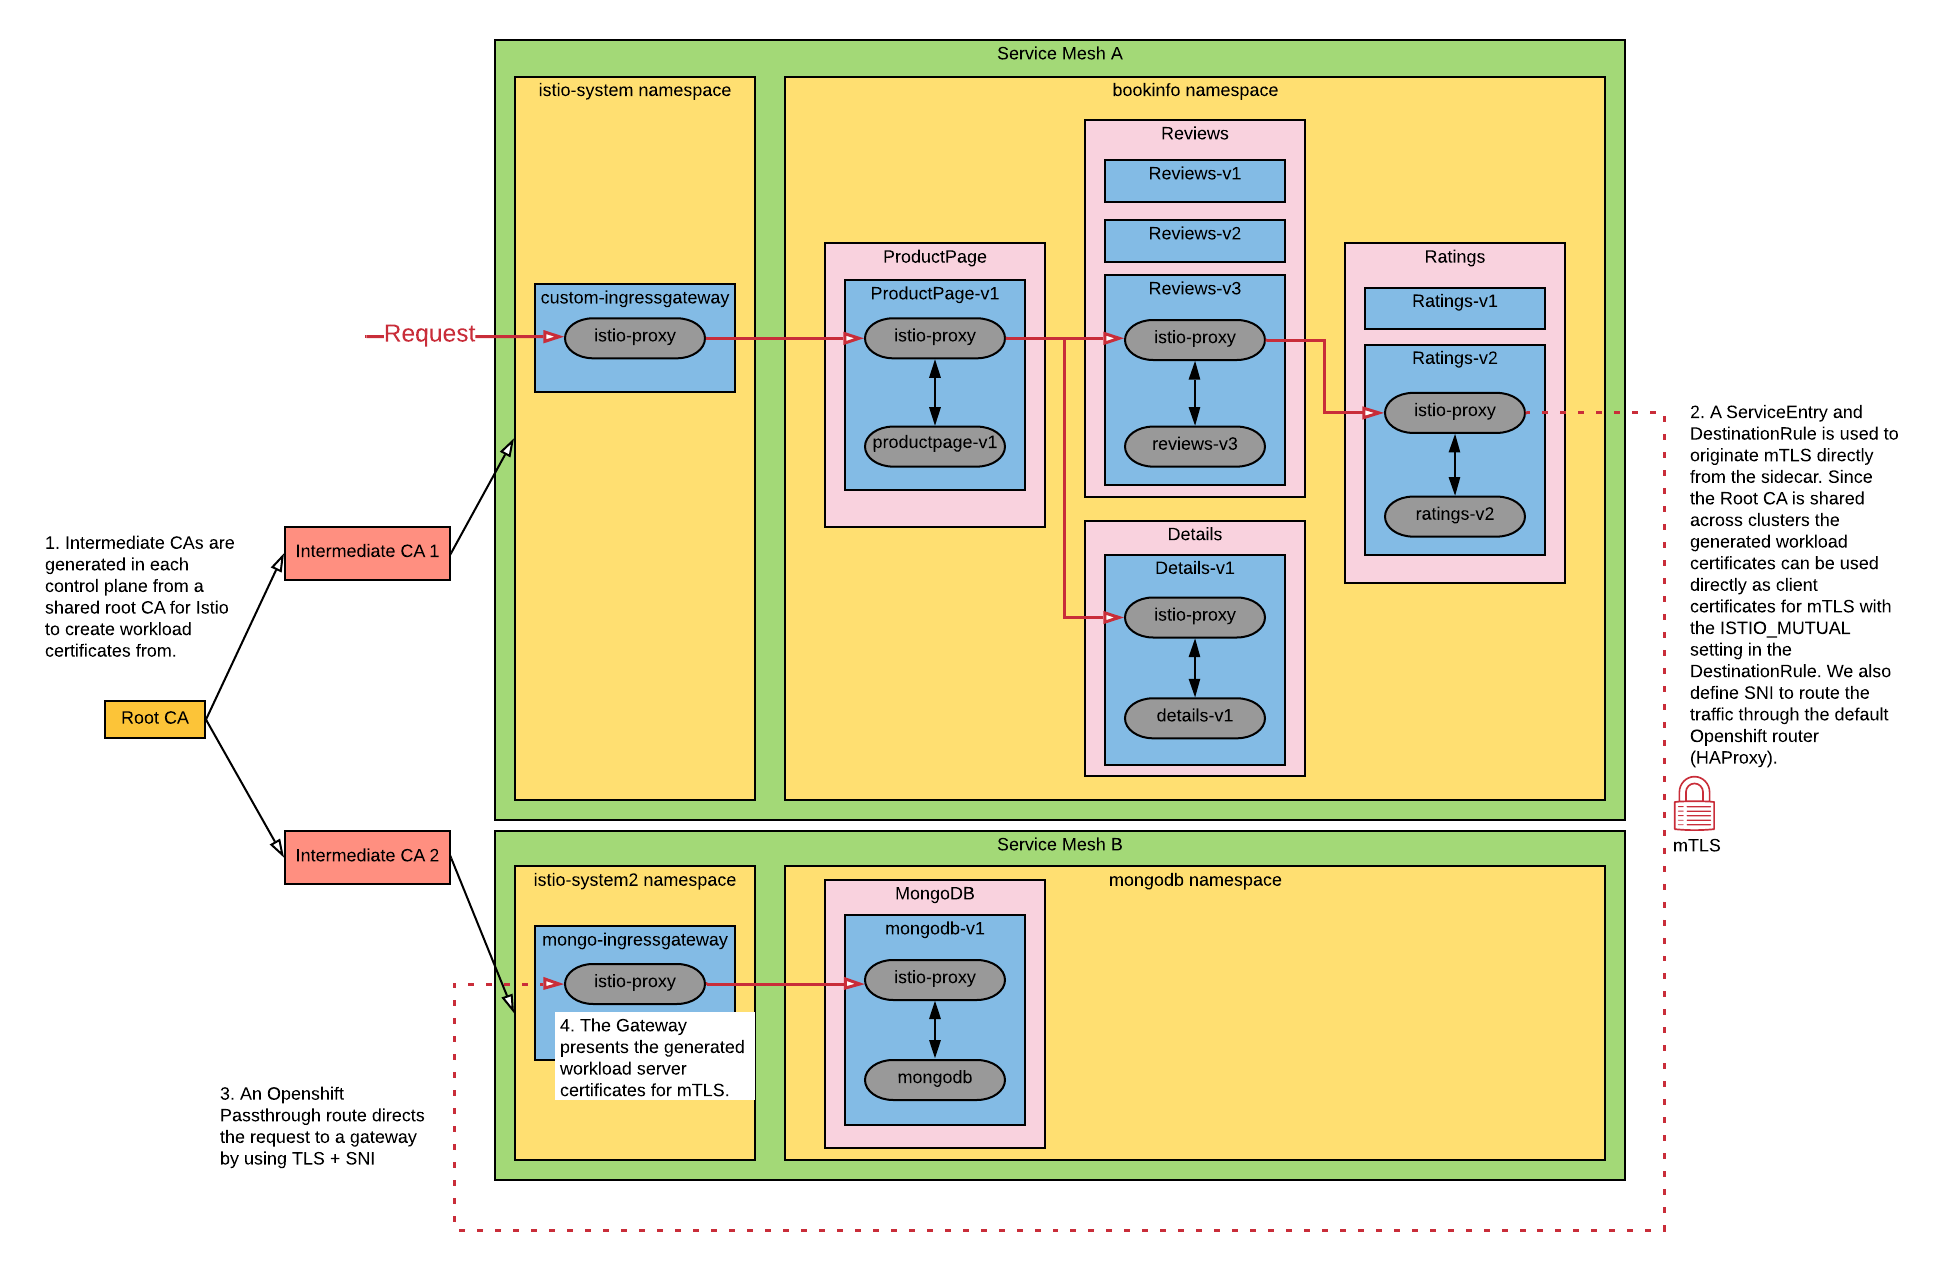 Service Mesh A
istio-system namespace
bookinfo namespace
Reviews
Reviews-v1
Reviews-v2
ProductPage
Ratings
Reviews-v3
custom-ingressgateway
ProductPage-v1
Ratings-v1
Request
istio-proxy
istio-proxy
istio-proxy
Ratings-v2
istio-proxy
productpage-v1
reviews-v3
ratings-v2
2. A ServiceEntry and
DestinationRule is used to
originate mTLS directly
from the sidecar. Since
the Root CA is shared
across clusters the
generated workload
certificates can be used
directly as client
certificates for mTLS with
the ISTIO_MUTUAL
setting in the
DestinationRule. We also
define SNI to route the
traffic through the default
Openshift router
(HAProxy).
mTLS
Details
Details-v1
istio-proxy
details-v1
1. Intermediate CAs are
generated in each
control plane from a
shared root CA for Istio
to create workload
certificates from.
Intermediate CA 1
Root CA
Intermediate CA 2
Service Mesh B
istio-system2 namespace
mongodb namespace
MongoDB
mongo-ingressgateway
mongodb-v1
istio-proxy
istio-proxy
4. The Gateway
presents the generated
workload server
certificates for mTLS.
mongodb
3. An Openshift
Passthrough route directs
the request to a gateway
by using TLS + SNI